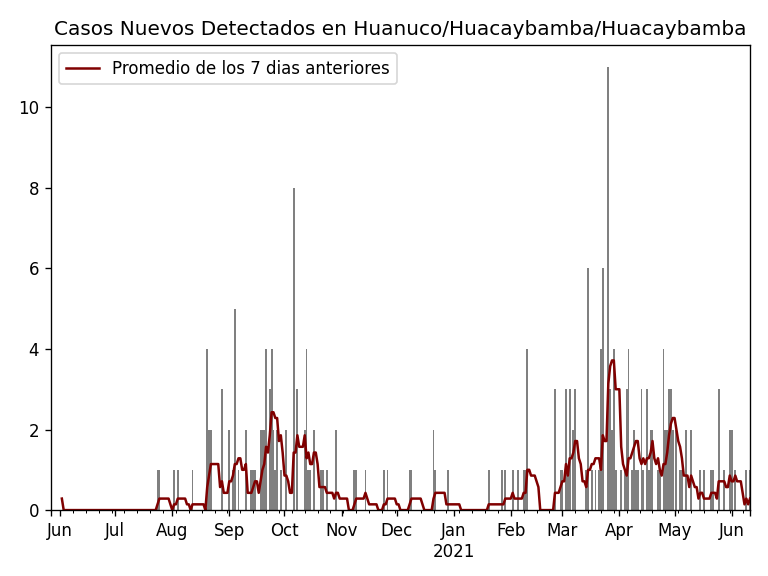 Casos Nuevos Detectados en Huanuco/Huacaybamba/Huacaybamba
Promedio de los 7 dias anteriores
10
8
6
4
2
0
Jun Jul Aug Sep Oct Nov Dec Jan Feb Mar Apr May Jun
2021